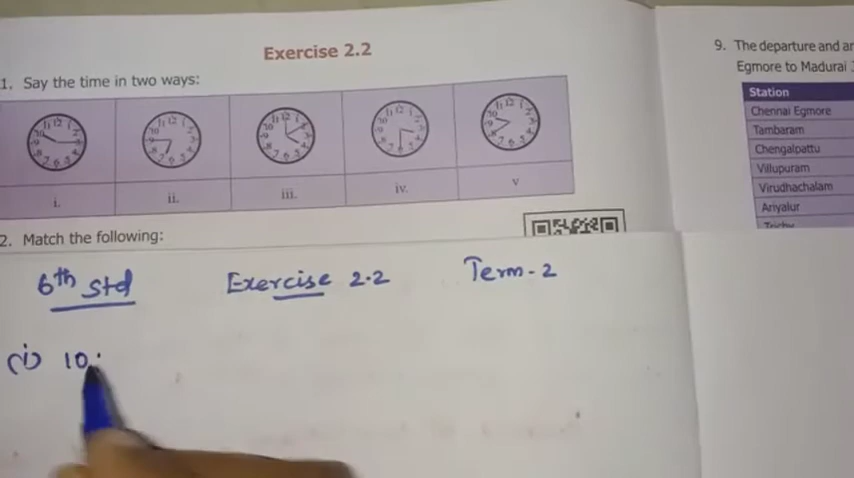 Exercise 2.2
1. Say the time in two ways:
i. ii. iii. iv. v
2. Match the following:
9. The departure and ar
Egmore to Madurai
Station
Chennai Egmore
Tambaram
Chengalpattu
Villupuram
Virudhachalam
Ariyalur
Trichy
6th Std Exercise 2.2 Term-2
(i) 10: